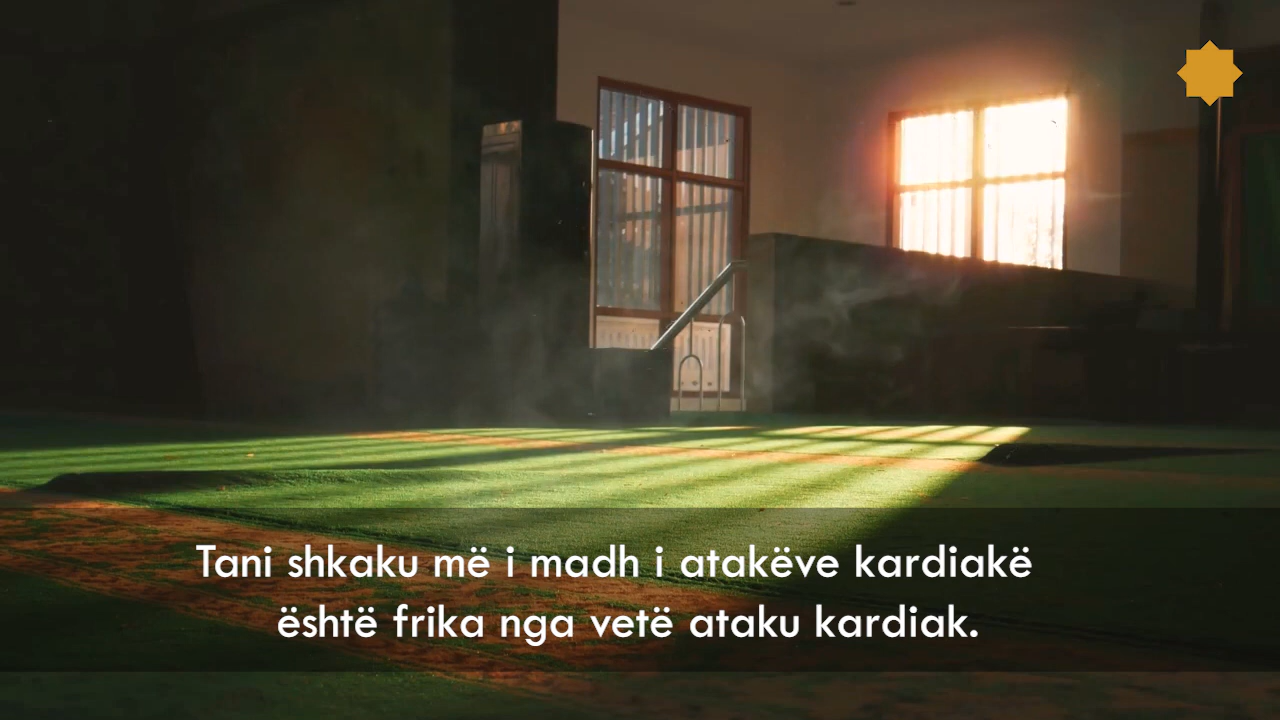 Tani shkaku më i madh i atakëve kardiakë
është frika nga vetë ataku kardiak.